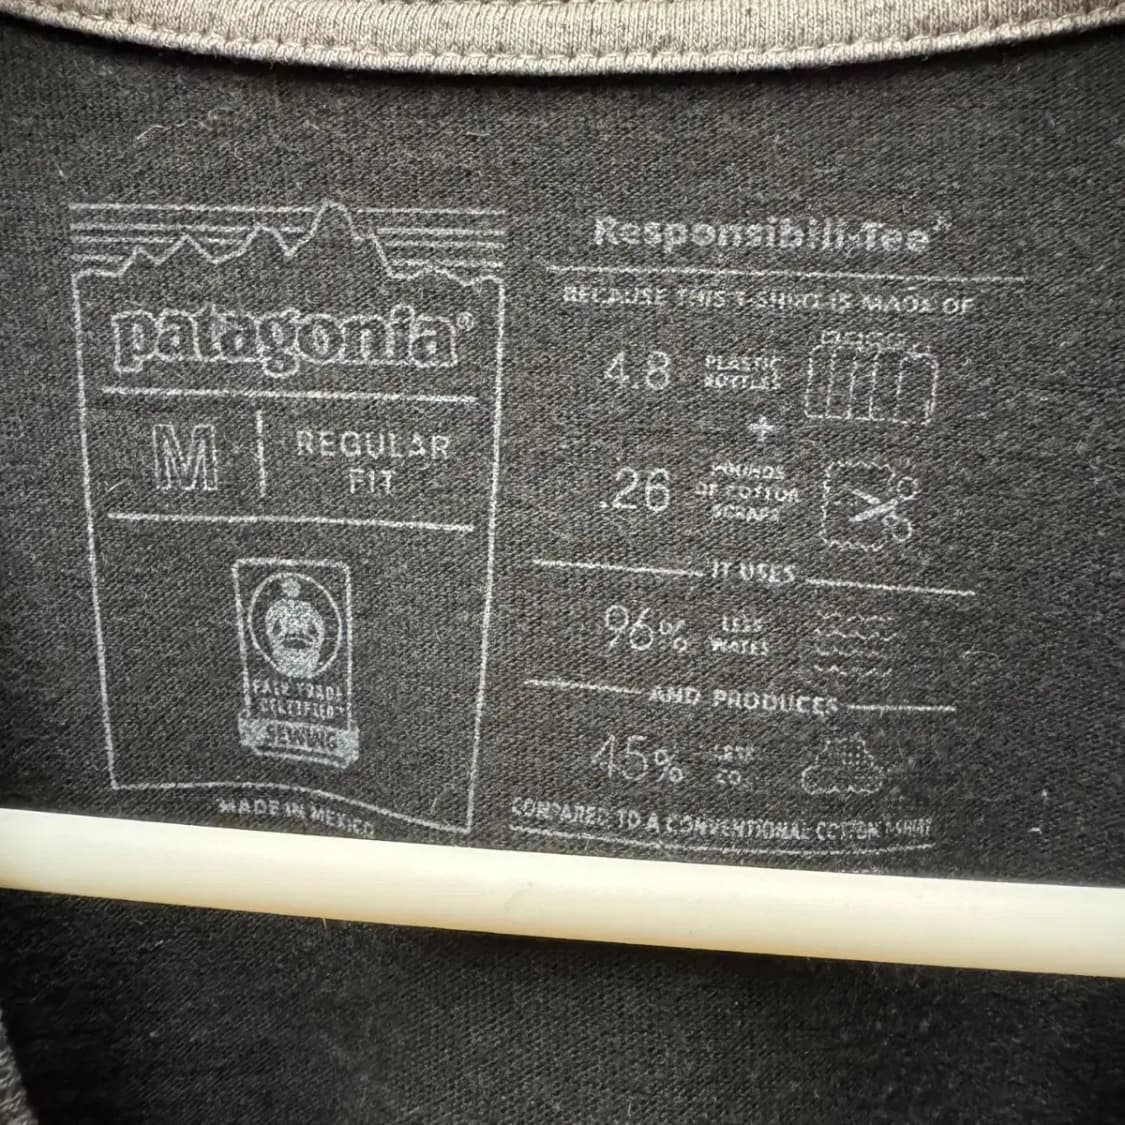 patagonia®
M
REGULAR
FIT
FAIR TRADE
CERTIFIED™
SEWING
MADE IN MEXICO
Responsibili-Tee®
BECAUSE THIS T-SHIRT IS MADE OF
4.8
PLASTIC
BOTTLES
+
.26
POUNDS
OF COTTON
SCRAPS
IT USES
96%
LESS
WATER
AND PRODUCES
45%
LESS
CO
COMPARED TO A CONVENTIONAL COTTON T-SHIRT